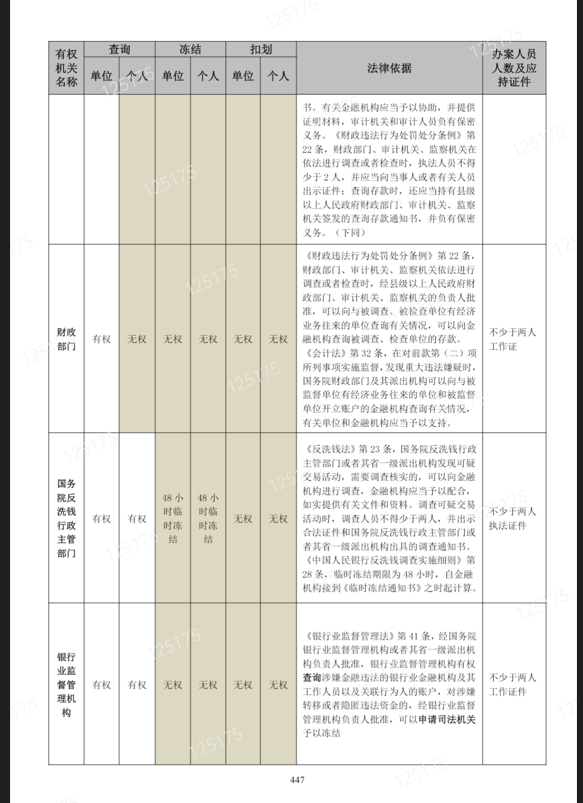 有权机关名称 查询 冻结 扣划 法律依据 办案人员人数及应持证件
单位 个人 单位 个人 单位 个人
书。有关金融机构应当予以协助，并提供
证明材料，审计机关和审计人员负有保密
义务。《财政违法行为处罚处分条例》第
22 条，财政部门、审计机关、监察机关在
依法进行调查或者检查时，执法人员不得
少于 2 人，并应当向当事人或者有关人员
出示证件；查询存款时，还应当持有县级
以上人民政府财政部门、审计机关、监察
机关签发的查询存款通知书，并负有保密
义务。（下同）
财政
部门
有权 无权 无权 无权 无权 无权
《财政违法行为处罚处分条例》第 22 条，
财政部门、审计机关、监察机关依法进行
调查或者检查时，经县级以上人民政府财
政部门、审计机关、监察机关的负责人批
准，可以向与被调查、被检查单位有经济
业务往来的单位查询有关情况，可以向金
融机构查询被调查、检查单位的存款。
《会计法》第 32 条，在对前款第（二）项
所列事项实施监督，发现重大违法嫌疑时，
国务院财政部门及其派出机构可以向与被
监督单位有经济业务往来的单位和被监督
单位开立账户的金融机构查询有关情况，
有关单位和金融机构应当予以支持。
不少于两人
工作证
国务
院反
洗钱
行政
主管
部门
有权 有权
48 小
时临
时冻
结
48 小
时临
时冻
结
无权 无权
《反洗钱法》第 23 条，国务院反洗钱行政
主管部门或者其省一级派出机构发现可疑
交易活动，需要调查核实的，可以向金融
机构进行调查，金融机构应当予以配合，
如实提供有关文件和资料。调查可疑交易
活动时，调查人员不得少于两人，并出示
合法证件和国务院反洗钱行政主管部门或
者其省一级派出机构出具的调查通知书。
《中国人民银行反洗钱调查实施细则》第
28 条，临时冻结期限为 48 小时，自金融
机构接到《临时冻结通知书》之时起计算。
不少于两人
执法证件
银行
业监
督管
理机
构
有权 有权 无权 无权 无权 无权
《银行业监督管理法》第 41 条，经国务院
银行业监督管理机构或者其省一级派出机
构负责人批准，银行业监督管理机构有权
查询涉嫌金融违法的银行业金融机构及其
工作人员以及关联行为人的账户，对涉嫌
转移或者隐匿违法资金的，经银行业监督
管理机构负责人批准，可以申请司法机关
予以冻结
不少于两人
工作证件
447
125175